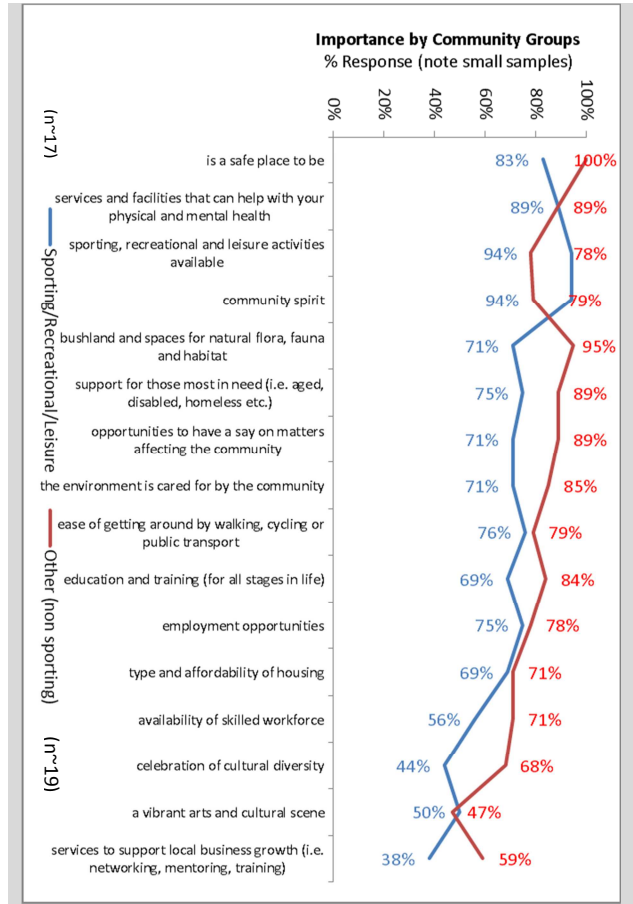 Importance by Community Groups
% Response (note small samples)
0%
20%
40%
60%
80%
100%
is a safe place to be
83%
100%
services and facilities that can help with your
physical and mental health
89%
89%
sporting, recreational and leisure activities
available
94%
78%
community spirit
94%
79%
bushland and spaces for natural flora, fauna
and habitat
71%
95%
support for those most in need (i.e. aged,
disabled, homeless etc.)
75%
89%
opportunities to have a say on matters
affecting the community
71%
89%
the environment is cared for by the community
71%
85%
ease of getting around by walking, cycling or
public transport
76%
79%
education and training (for all stages in life)
69%
84%
employment opportunities
75%
78%
type and affordability of housing
69%
71%
availability of skilled workforce
56%
71%
celebration of cultural diversity
44%
68%
a vibrant arts and cultural scene
50%
47%
services to support local business growth (i.e.
networking, mentoring, training)
38%
59%
(n~17)
Sporting/Recreational/Leisure
Other (non sporting)
(n~19)